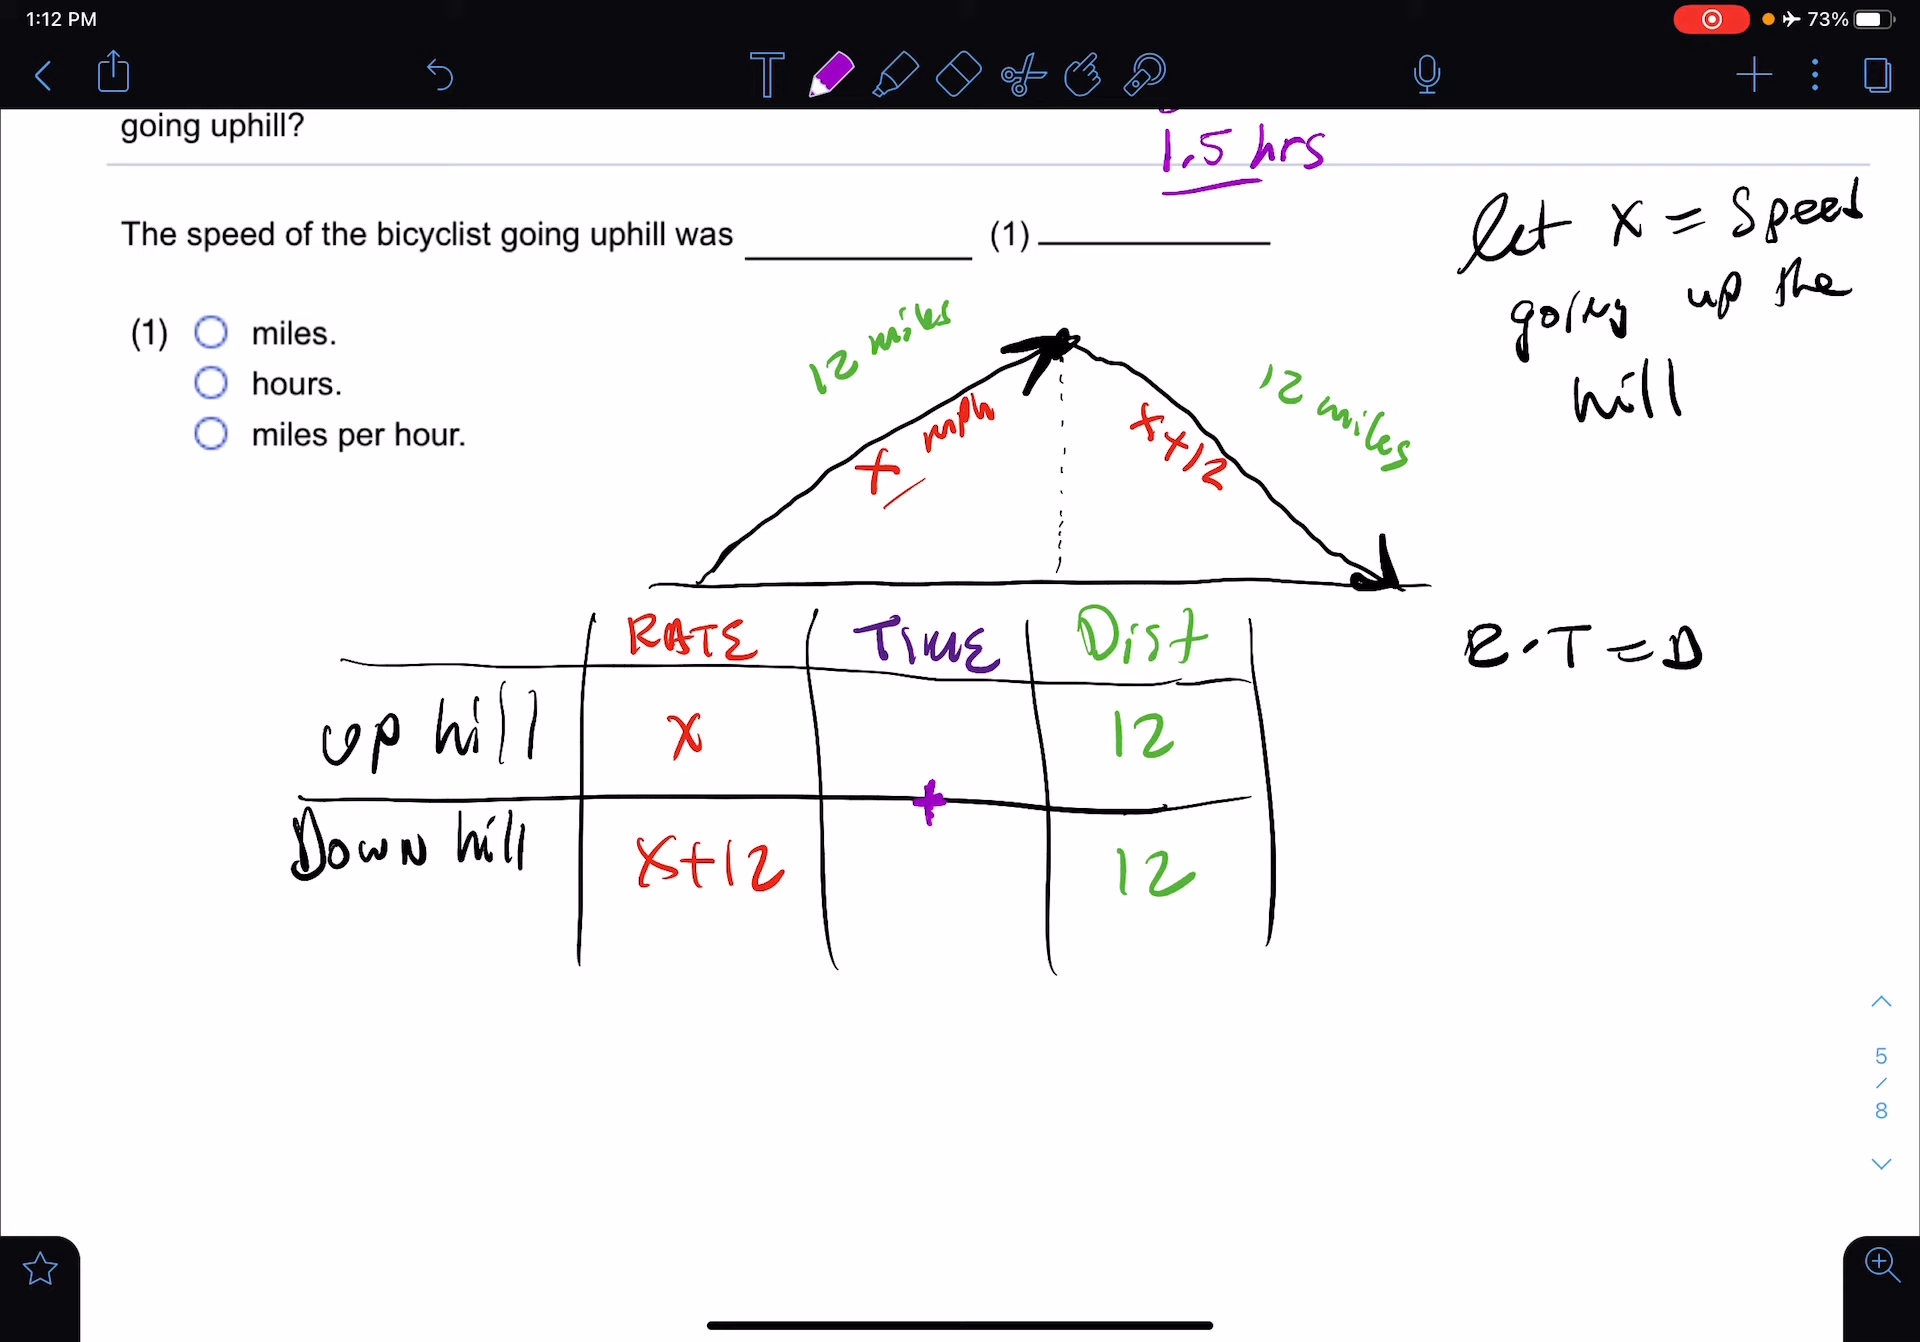 1:12 PM
73%
T
going uphill?
1.5 hrs
The speed of the bicyclist going uphill was __________ (1) __________
let x = Speed
going up the
hill
(1) miles.
hours.
miles per hour.
12 miles
12 miles
x mph
x+12
RATE TIME Dist
R·T=D
up hill x 12
+
Down hill x+12 12
5
/
8